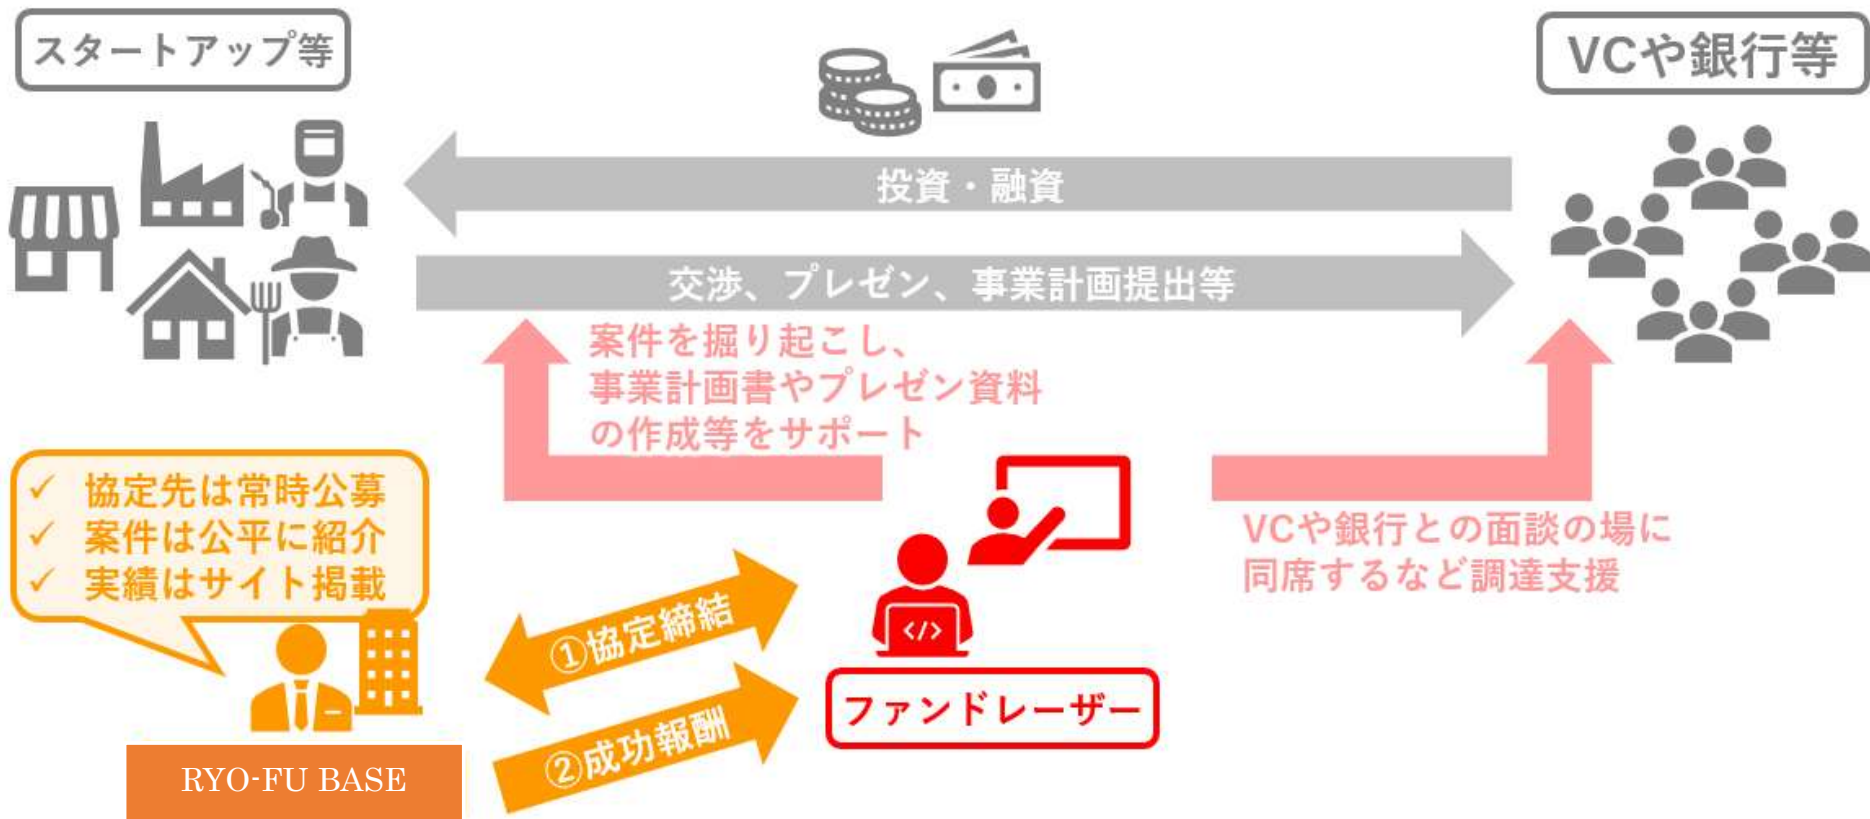 スタートアップ等
VCや銀行等
投資・融資
交渉、プレゼン、事業計画提出等
案件を掘り起こし、
事業計画書やプレゼン資料
の作成等をサポート
✓ 協定先は常時公募
✓ 案件は公平に紹介
✓ 実績はサイト掲載
VCや銀行との面談の場に
同席するなど調達支援
①協定締結
</>
ファンドレーザー
②成功報酬
RYO-FU BASE